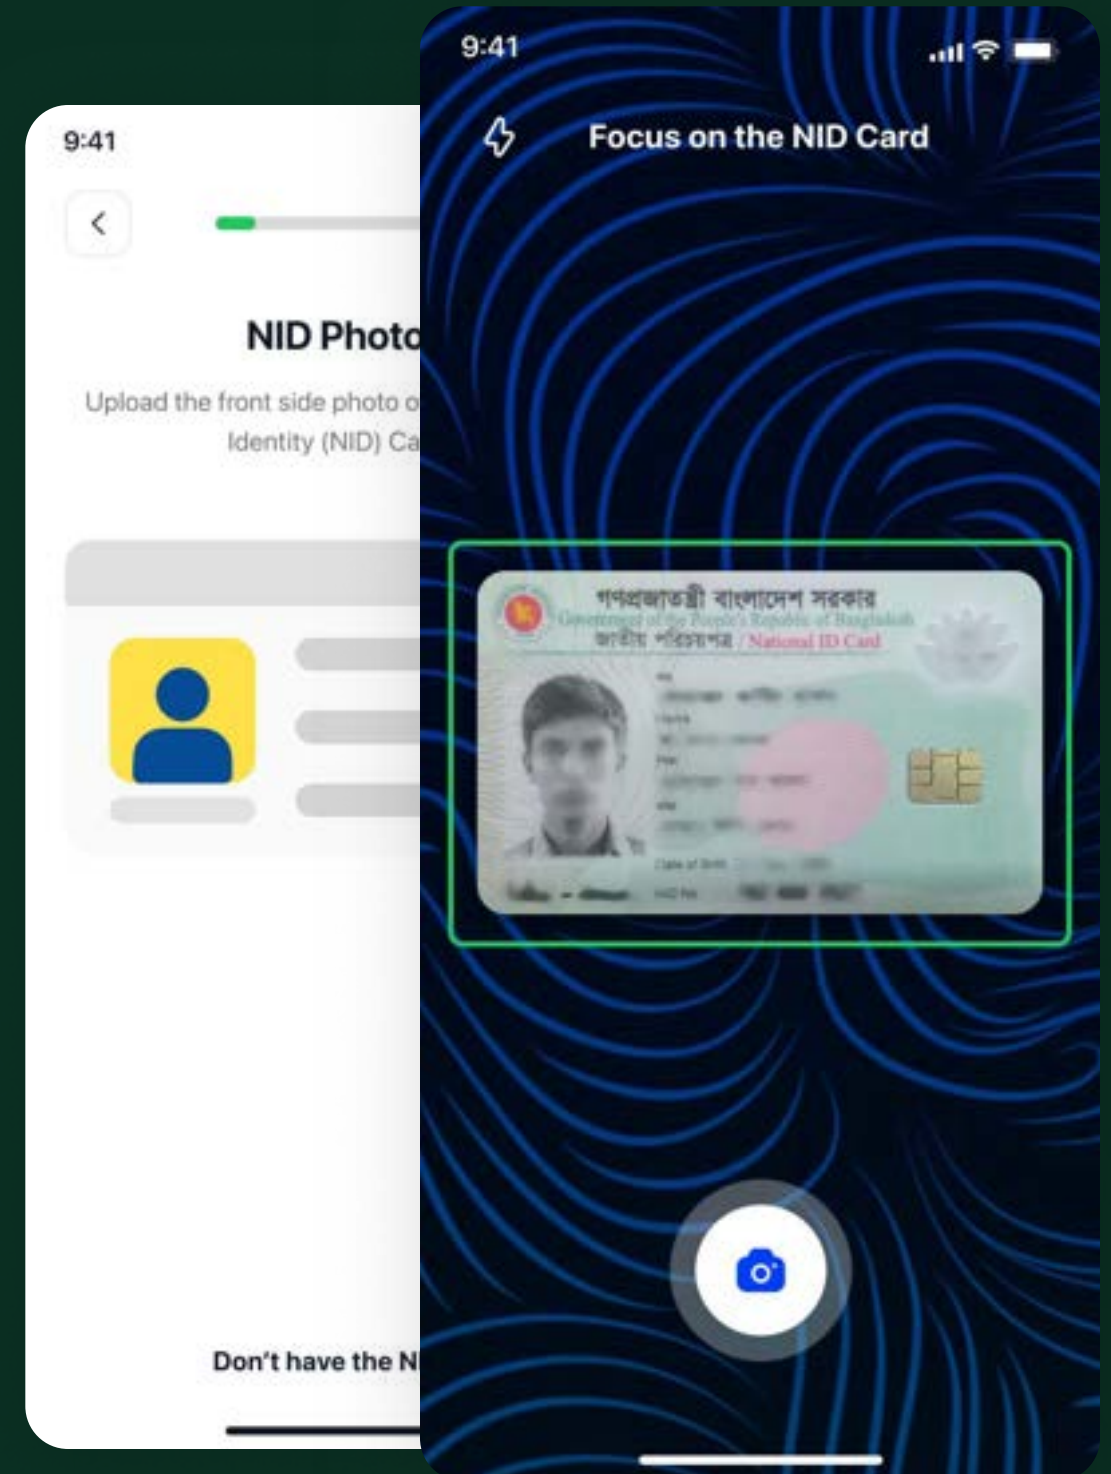 9:41
NID Photo
Upload the front side photo o
Identity (NID) Ca
Don't have the N
9:41
Focus on the NID Card
গণপ্রজাতন্ত্রী বাংলাদেশ সরকার
Government of the People's Republic of Bangladesh
জাতীয় পরিচয়পত্র / National ID Card
Date of Birth